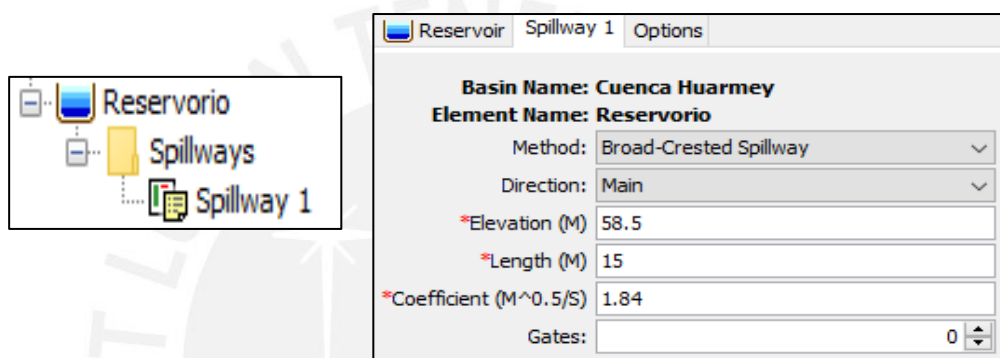 Reservorio
Spillways
Spillway 1
Reservoir Spillway 1 Options
Basin Name: Cuenca Huarmey
Element Name: Reservorio
Method: Broad-Crested Spillway
Direction: Main
*Elevation (M) 58.5
*Length (M) 15
*Coefficient (M^0.5/S) 1.84
Gates: 0